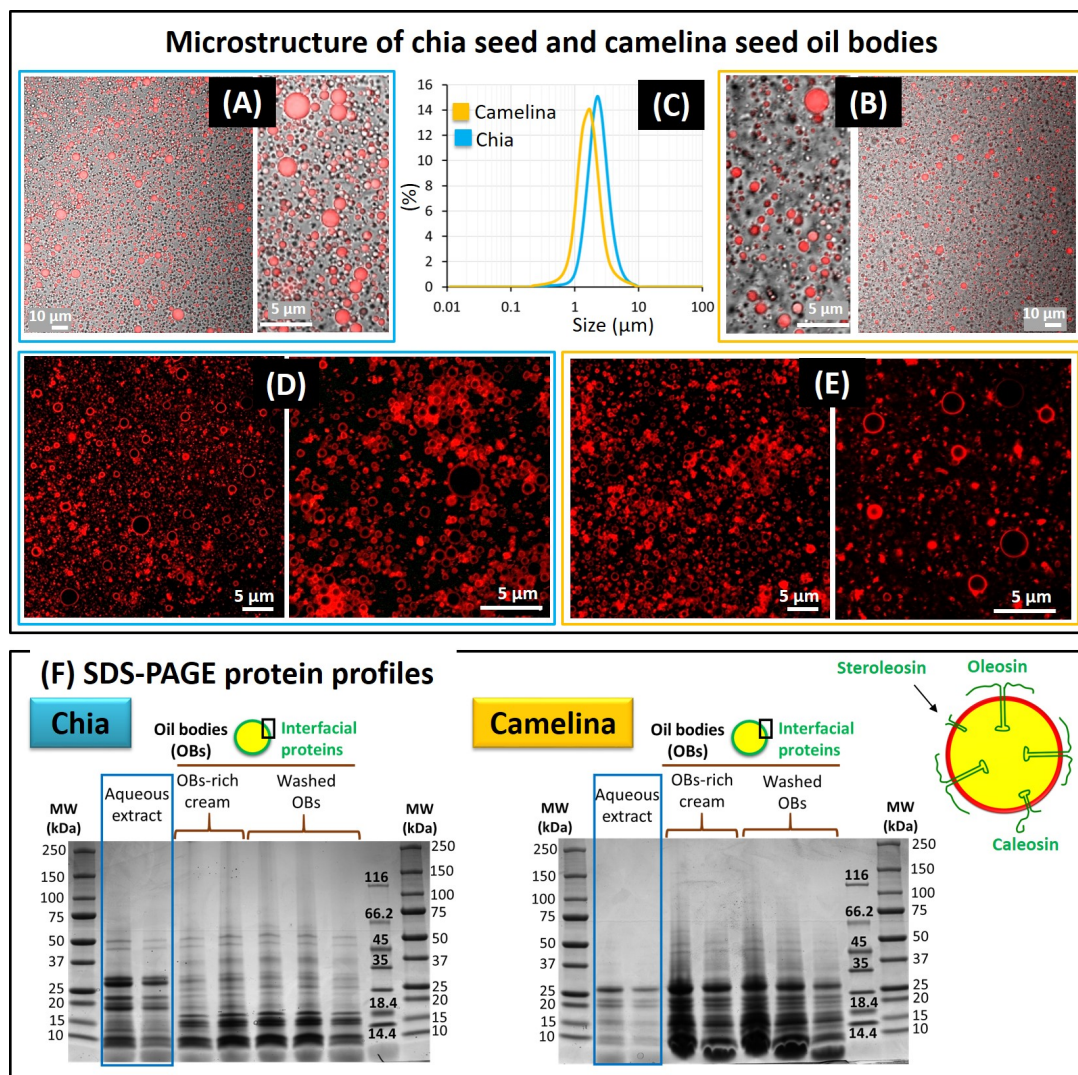 Microstructure of chia seed and camelina seed oil bodies
(A)
10 µm
5 µm
(C)
Camelina
Chia
(%)
16
14
12
10
8
6
4
2
0
0.01 0.1 1 10 100
Size (µm)
(B)
5 µm
10 µm
(D)
5 µm
5 µm
(E)
5 µm
5 µm
(F) SDS-PAGE protein profiles
Chia
Oil bodies
(OBs)
Interfacial
proteins
Aqueous
extract
OBs-rich
cream
Washed
OBs
MW
(kDa)
250
150
100
75
50
37
25
20
15
10
116
66.2
45
35
18.4
14.4
MW
(kDa)
250
150
100
75
50
37
25
20
15
10
Camelina
Oil bodies
(OBs)
Interfacial
proteins
Aqueous
extract
OBs-rich
cream
Washed
OBs
MW
(kDa)
250
150
100
75
50
37
25
20
15
10
116
66.2
45
35
18.4
14.4
MW
(kDa)
250
150
100
75
50
37
25
20
15
10
Steroleosin
Oleosin
Caleosin